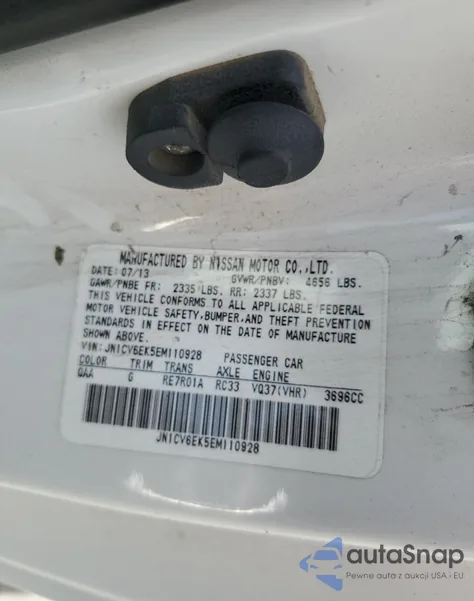 MANUFACTURED BY NISSAN MOTOR CO.,LTD.
DATE: 07/13 GVWR/PNBV: 4656 LBS.
GAWR/PNBE FR: 2335 LBS. RR: 2337 LBS.
THIS VEHICLE CONFORMS TO ALL APPLICABLE FEDERAL
MOTOR VEHICLE SAFETY,BUMPER,AND THEFT PREVENTION
STANDARDS IN EFFECT ON THE DATE OF MANUFACTURE
SHOWN ABOVE.
VIN: JN1CV6EK5EM110928 PASSENGER CAR
COLOR TRIM TRANS AXLE ENGINE
QAA G RE7R01A RC33 VQ37(VHR) 3696CC
JN1CV6EK5EM110928
autaSnap
Pewne auta z aukcji USA i EU